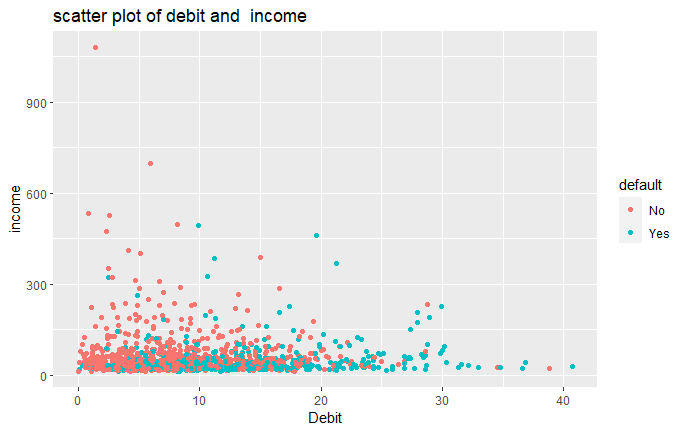 scatter plot of debit and  income
900
600
300
0
income
0 10 20 30 40
Debit
default
No
Yes